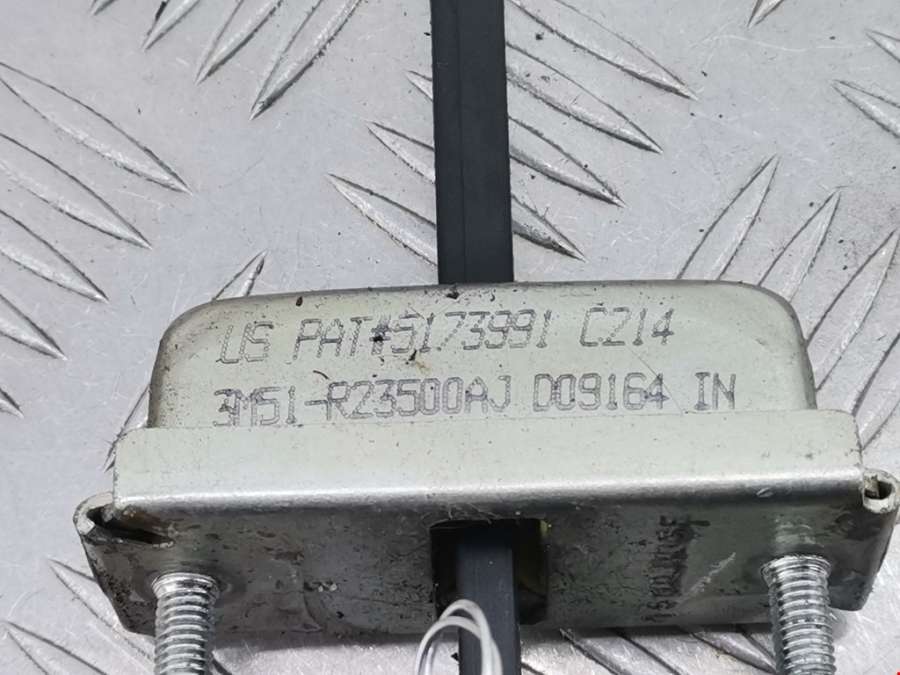 US PAT#5173991 C214
3M51-R23500AJ D09164 IN